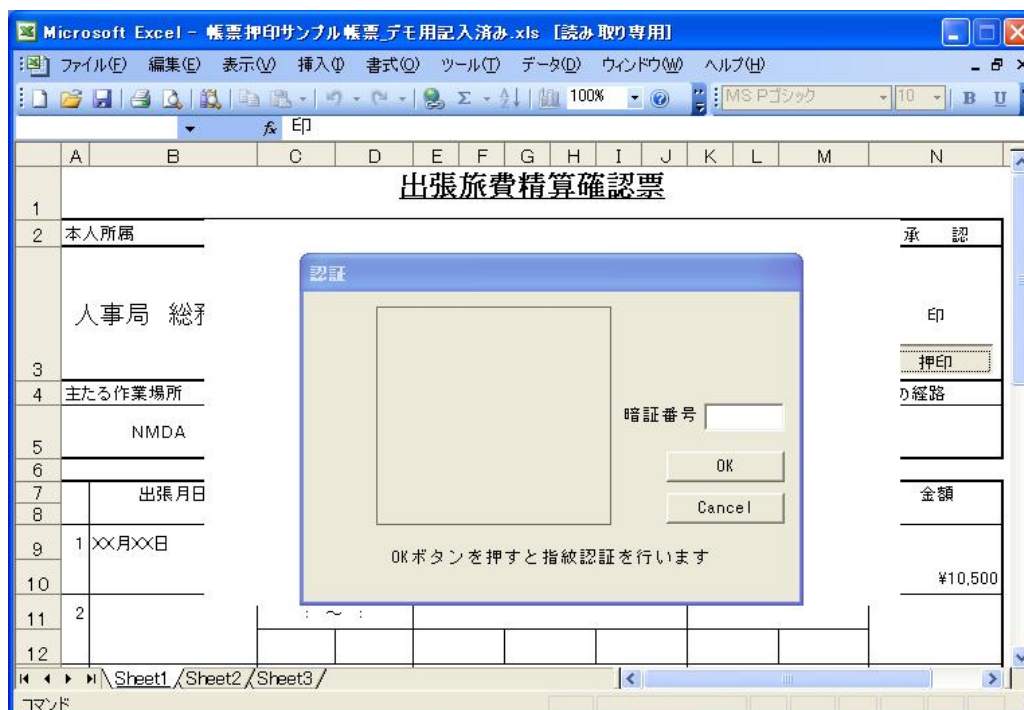 Microsoft Excel - 帳票押印サンプル帳票_デモ用記入済み.xls [読み取り専用]
ファイル(F) 編集(E) 表示(V) 挿入(I) 書式(O) ツール(T) データ(D) ウィンドウ(W) ヘルプ(H)
100% MS Pゴシック 10 B U
fx 印
A B C D E F G H I J K L M N
1 出張旅費精算確認票
2 本人所属 承 認
人事局 総務
印
3 押印
4 主たる作業場所 の経路
5 NMDA
6
7 出張月日 金額
8
9 1 XX月XX日
10 ¥10,500
11 2 : ～ :
12
認証
暗証番号
OK
Cancel
OKボタンを押すと指紋認証を行います
Sheet1 Sheet2 Sheet3
コマンド